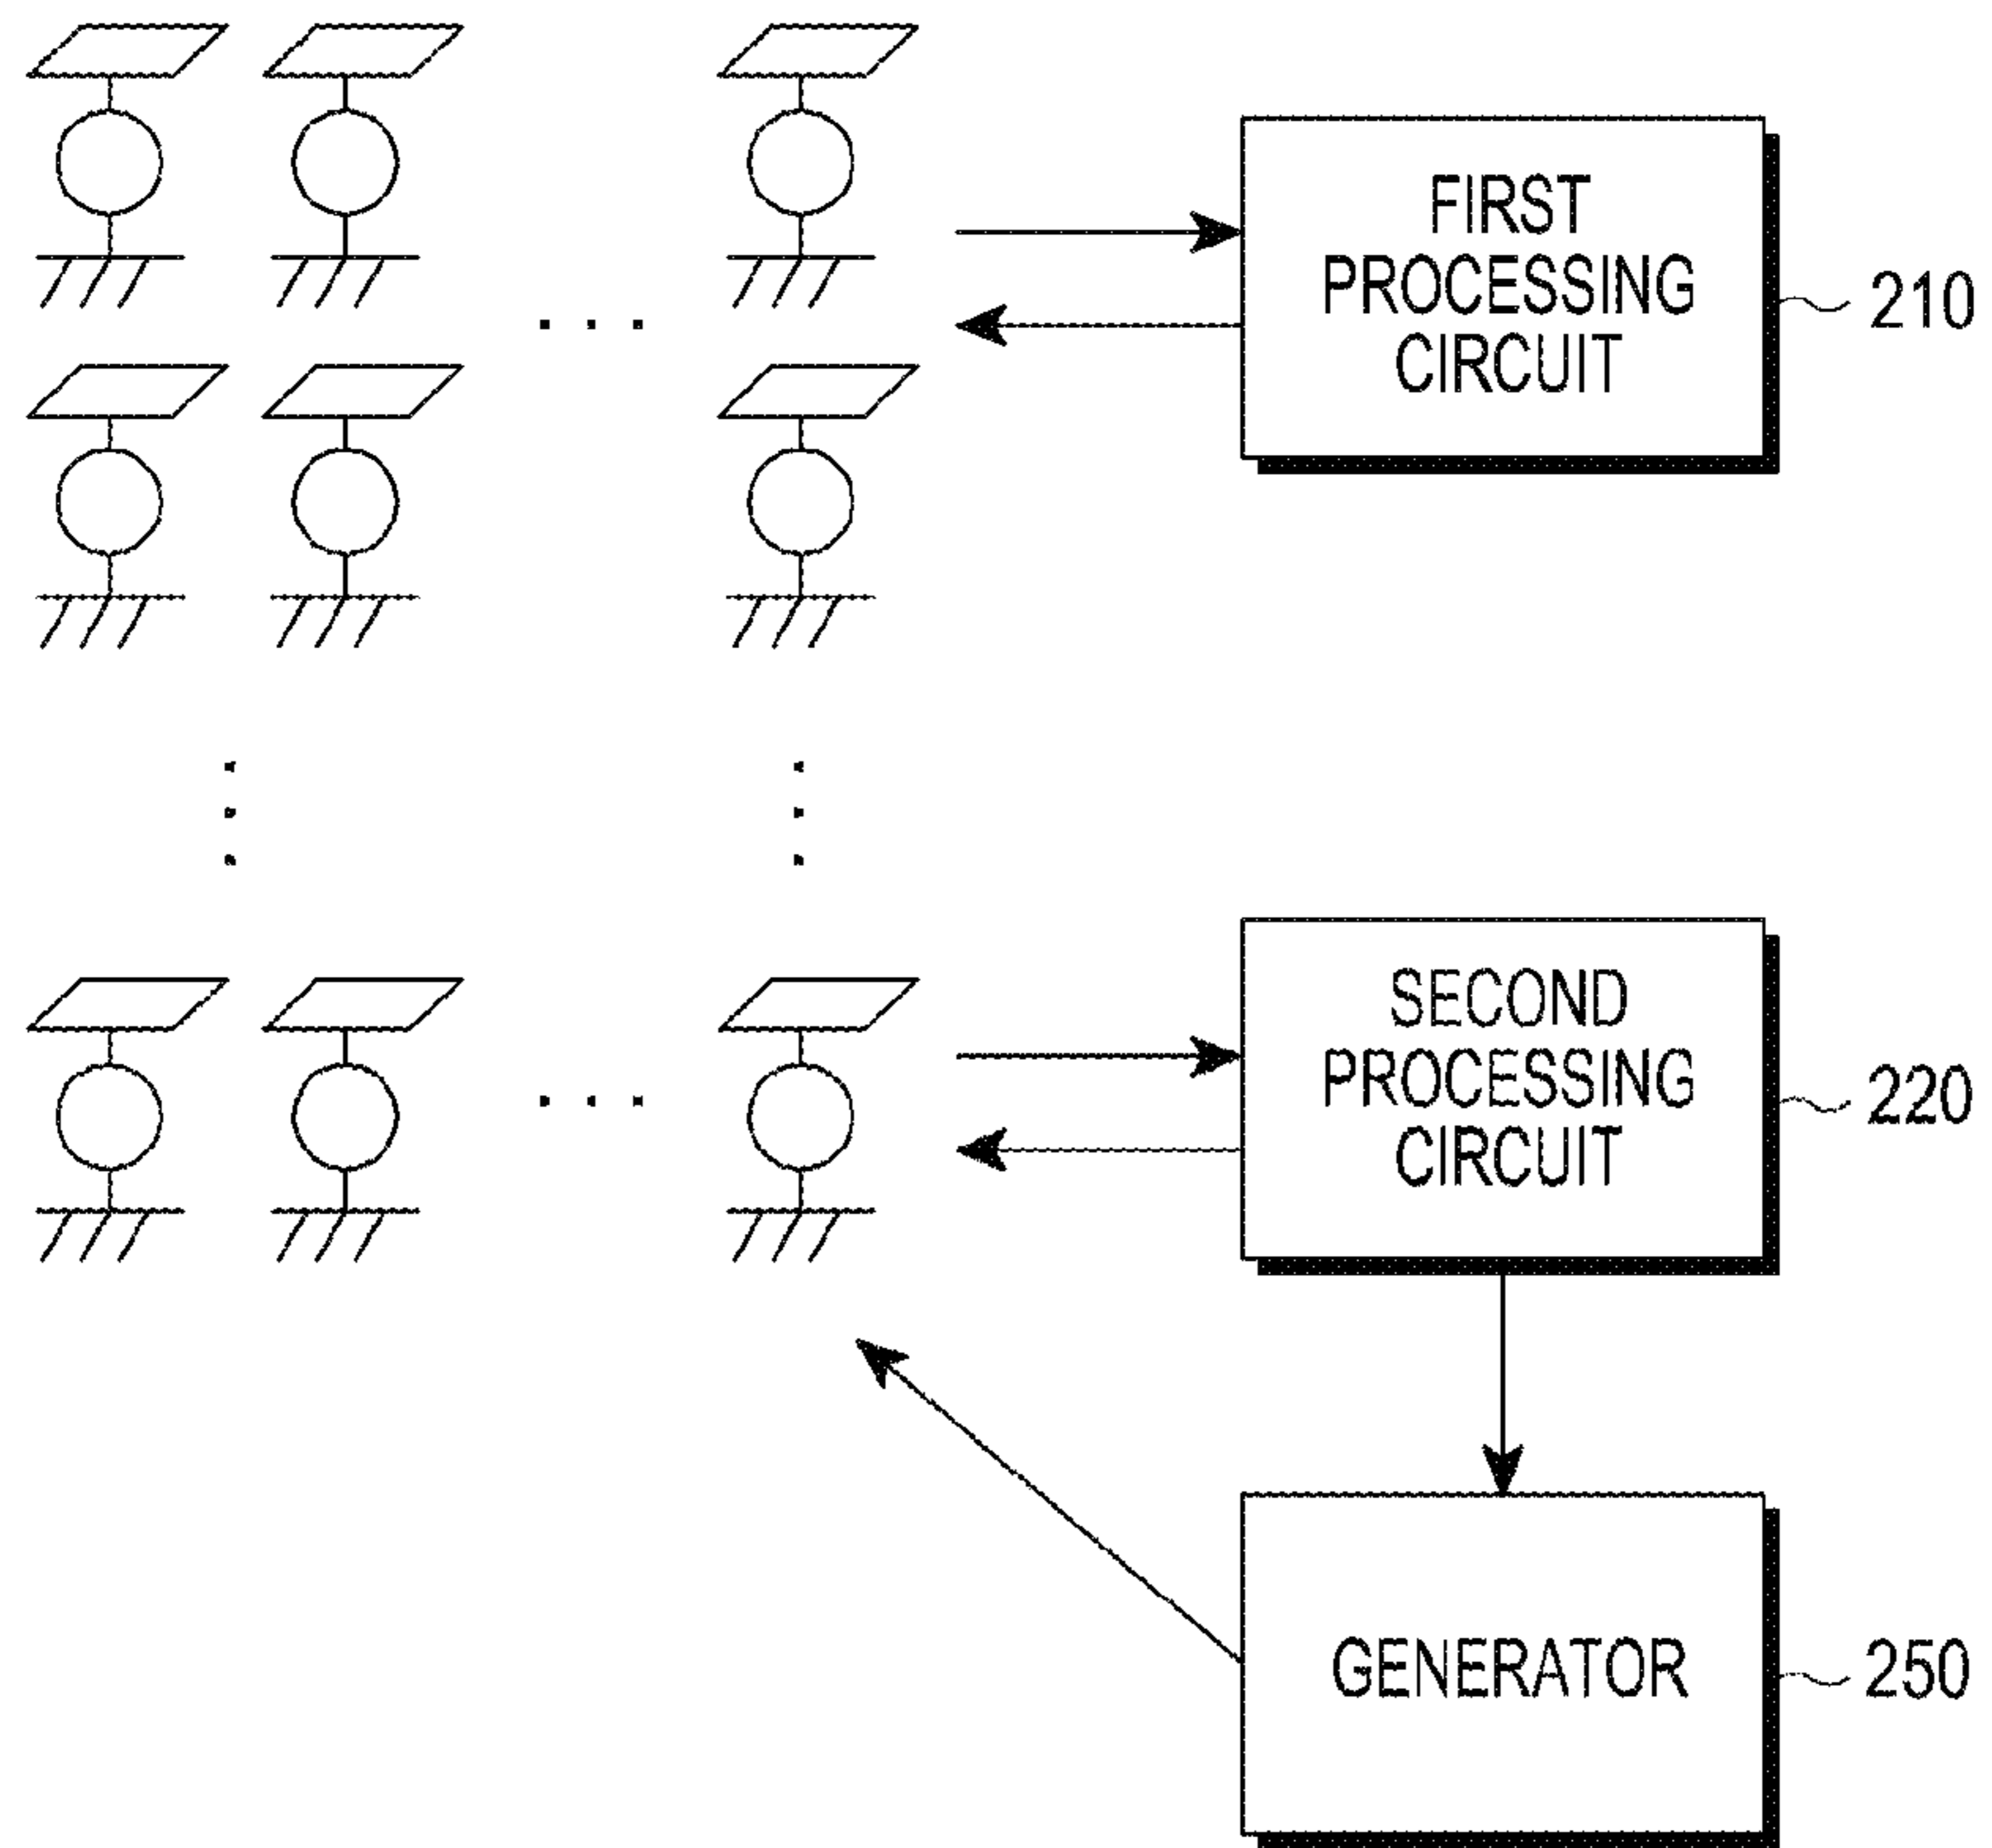 FIRST
PROCESSING
CIRCUIT
210
SECOND
PROCESSING
CIRCUIT
220
GENERATOR
250